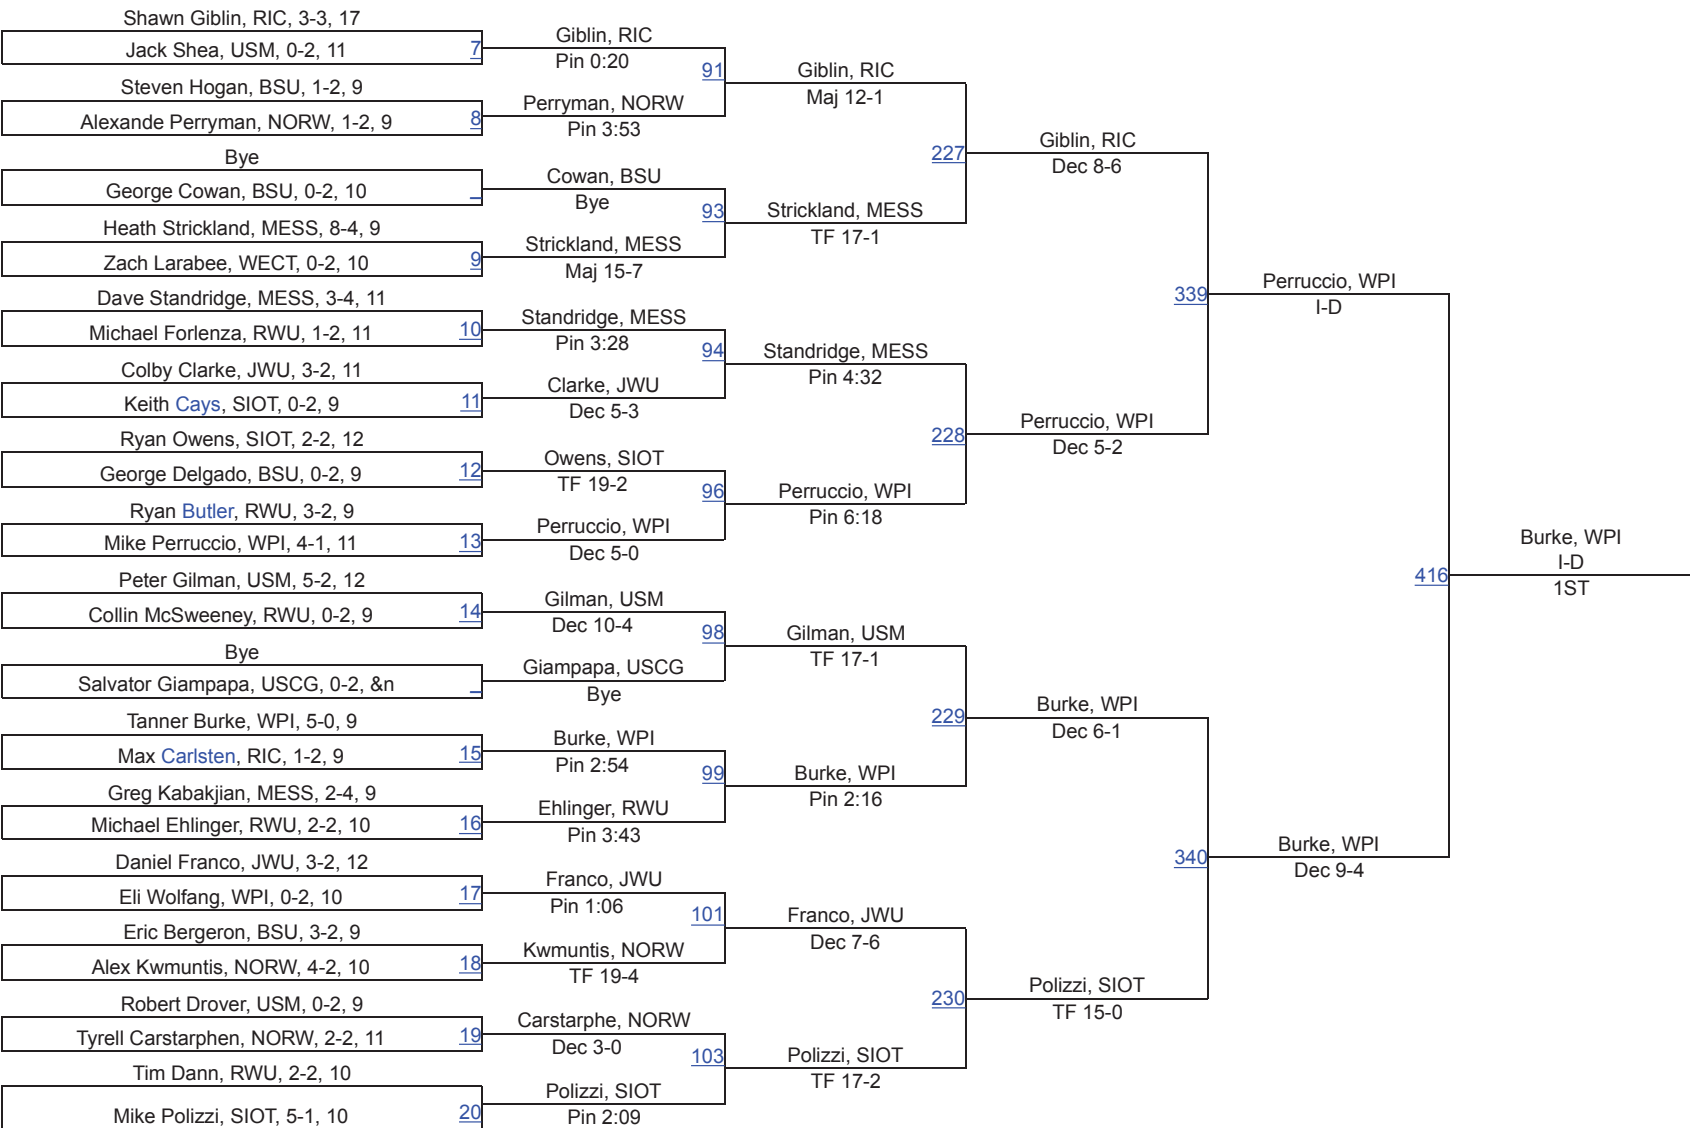 Shawn Giblin, RIC, 3-3, 17
Jack Shea, USM, 0-2, 11
7
Steven Hogan, BSU, 1-2, 9
Alexande Perryman, NORW, 1-2, 9
8
Bye
George Cowan, BSU, 0-2, 10
Heath Strickland, MESS, 8-4, 9
Zach Larabee, WECT, 0-2, 10
9
Dave Standridge, MESS, 3-4, 11
Michael Forlenza, RWU, 1-2, 11
10
Colby Clarke, JWU, 3-2, 11
Keith Cays, SIOT, 0-2, 9
11
Ryan Owens, SIOT, 2-2, 12
George Delgado, BSU, 0-2, 9
12
Ryan Butler, RWU, 3-2, 9
Mike Perruccio, WPI, 4-1, 11
13
Peter Gilman, USM, 5-2, 12
Collin McSweeney, RWU, 0-2, 9
14
Bye
Salvator Giampapa, USCG, 0-2, &n
Tanner Burke, WPI, 5-0, 9
Max Carlsten, RIC, 1-2, 9
15
Greg Kabakjian, MESS, 2-4, 9
Michael Ehlinger, RWU, 2-2, 10
16
Daniel Franco, JWU, 3-2, 12
Eli Wolfang, WPI, 0-2, 10
17
Eric Bergeron, BSU, 3-2, 9
Alex Kwmuntis, NORW, 4-2, 10
18
Robert Drover, USM, 0-2, 9
Tyrell Carstarphen, NORW, 2-2, 11
19
Tim Dann, RWU, 2-2, 10
Mike Polizzi, SIOT, 5-1, 10
20
Giblin, RIC
Pin 0:20
91
Perryman, NORW
Pin 3:53
Cowan, BSU
Bye
93
Strickland, MESS
Maj 15-7
Standridge, MESS
Pin 3:28
94
Clarke, JWU
Dec 5-3
Owens, SIOT
TF 19-2
96
Perruccio, WPI
Dec 5-0
Gilman, USM
Dec 10-4
98
Giampapa, USCG
Bye
Burke, WPI
Pin 2:54
99
Ehlinger, RWU
Pin 3:43
Franco, JWU
Pin 1:06
101
Kwmuntis, NORW
TF 19-4
Carstarphe, NORW
Dec 3-0
103
Polizzi, SIOT
Pin 2:09
Giblin, RIC
Maj 12-1
227
Strickland, MESS
TF 17-1
Standridge, MESS
Pin 4:32
228
Perruccio, WPI
Pin 6:18
Gilman, USM
TF 17-1
229
Burke, WPI
Pin 2:16
Franco, JWU
Dec 7-6
230
Polizzi, SIOT
TF 17-2
Giblin, RIC
Dec 8-6
339
Perruccio, WPI
Dec 5-2
Burke, WPI
Dec 6-1
340
Polizzi, SIOT
TF 15-0
Perruccio, WPI
I-D
416
Burke, WPI
Dec 9-4
Burke, WPI
I-D
1ST